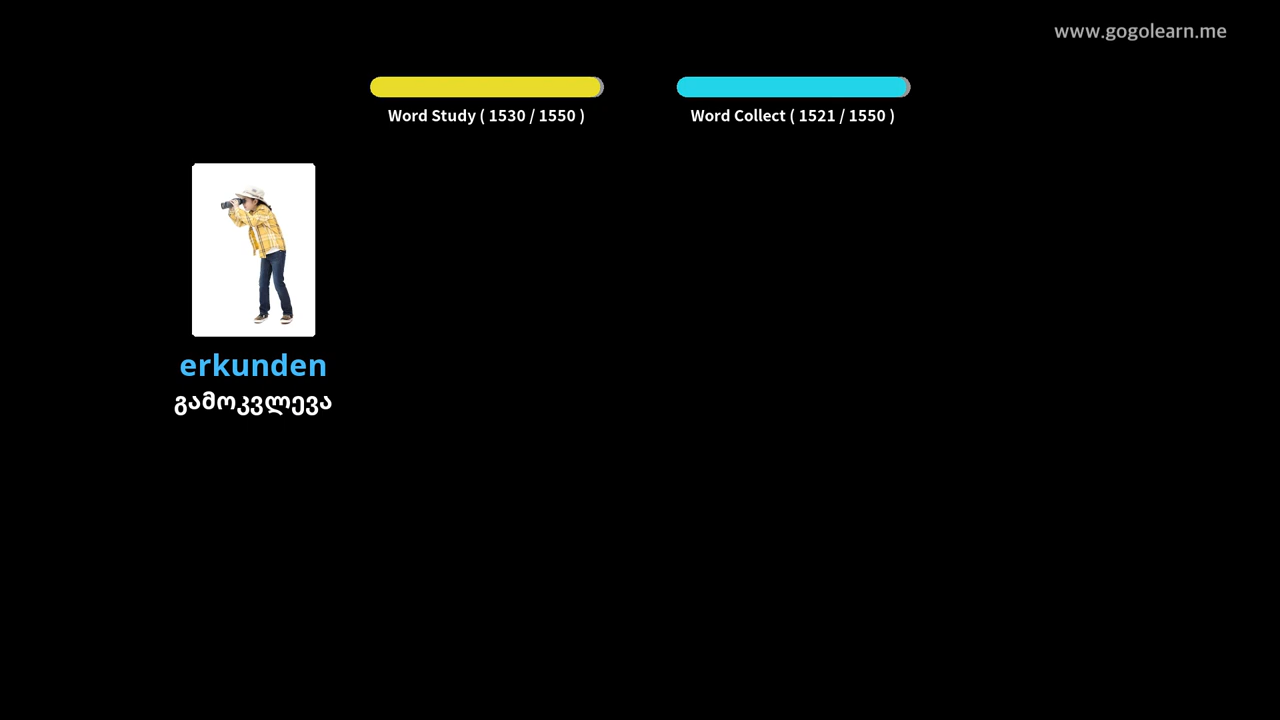 www.gogolearn.me
Word Study ( 1530 / 1550 )
Word Collect ( 1521 / 1550 )
erkunden
გამოკვლევა